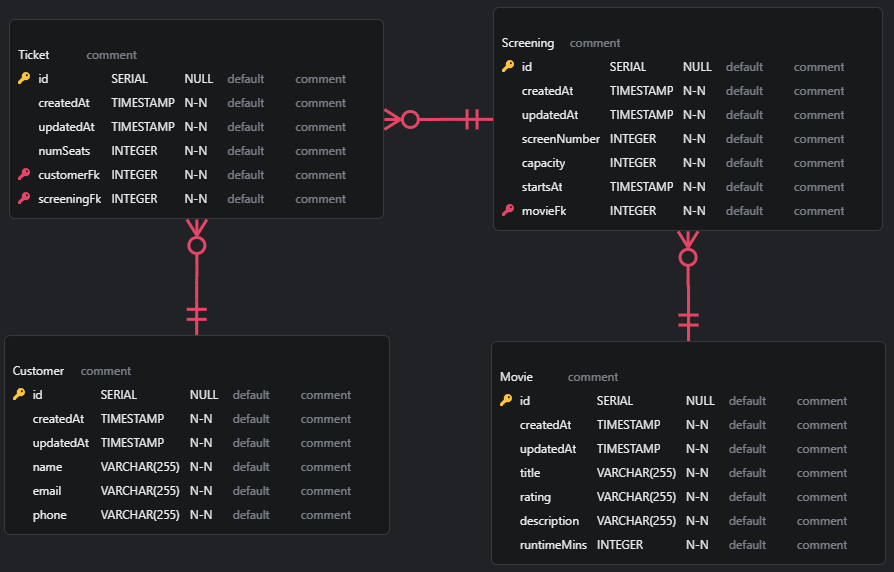 Ticket comment
id SERIAL NULL default comment
createdAt TIMESTAMP N-N default comment
updatedAt TIMESTAMP N-N default comment
numSeats INTEGER N-N default comment
customerFk INTEGER N-N default comment
screeningFk INTEGER N-N default comment
Screening comment
id SERIAL NULL default comment
createdAt TIMESTAMP N-N default comment
updatedAt TIMESTAMP N-N default comment
screenNumber INTEGER N-N default comment
capacity INTEGER N-N default comment
startsAt TIMESTAMP N-N default comment
movieFk INTEGER N-N default comment
Customer comment
id SERIAL NULL default comment
createdAt TIMESTAMP N-N default comment
updatedAt TIMESTAMP N-N default comment
name VARCHAR(255) N-N default comment
email VARCHAR(255) N-N default comment
phone VARCHAR(255) N-N default comment
Movie comment
id SERIAL NULL default comment
createdAt TIMESTAMP N-N default comment
updatedAt TIMESTAMP N-N default comment
title VARCHAR(255) N-N default comment
rating VARCHAR(255) N-N default comment
description VARCHAR(255) N-N default comment
runtimeMins INTEGER N-N default comment